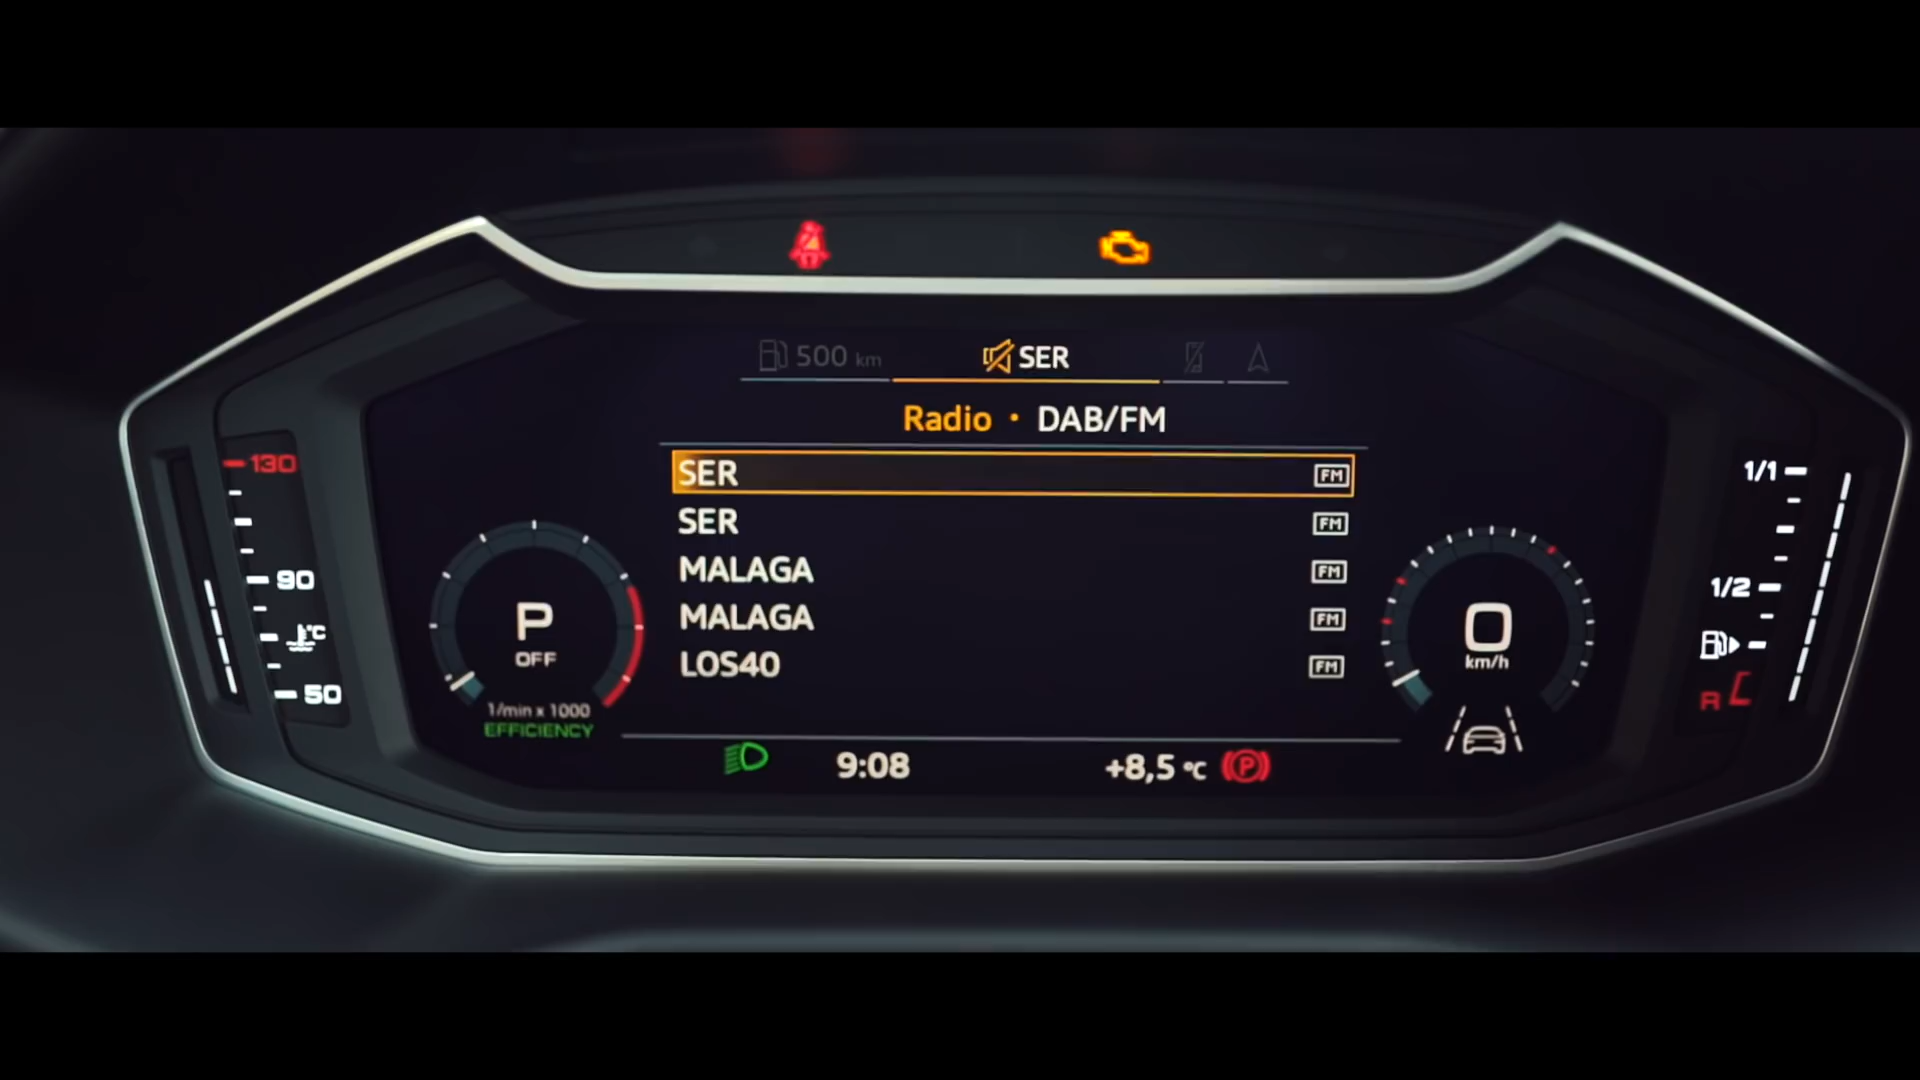 500 km
SER
Radio • DAB/FM
SER FM
SER FM
MALAGA FM
MALAGA FM
LOS40 FM
130
90
°C
50
P
OFF
1/min x 1000
EFFICIENCY
9:08
+8,5 °C
P
0
km/h
1/1
1/2
R